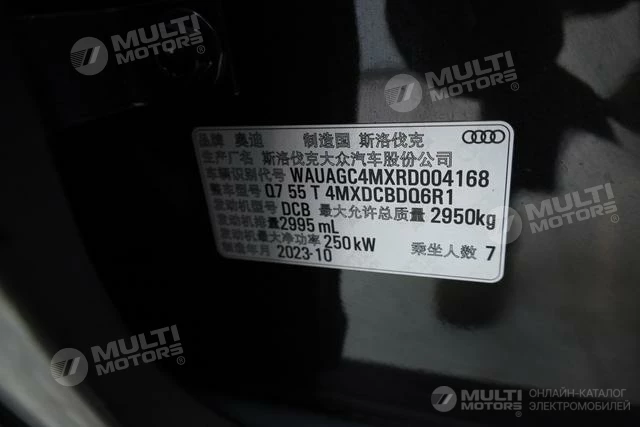 MULTI
MOTORS®
MULTI
MOTORS®
品牌 奥迪 制造国 斯洛伐克
生产厂名 斯洛伐克大众汽车股份公司
车辆识别代号 WAUAGC4MXRD004168
整车型号 Q7 55 T 4MXDCBDQ6R1
发动机型号 DCB 最大允许总质量 2950kg
发动机排量 2995 mL
发动机最大净功率 250 kW
制造年月 2023-10 乘坐人数 7
MULTI
MOTORS®
MULTI
MOTORS®
MULTI
MOTORS®
ОНЛАЙН-КАТАЛОГ
ЭЛЕКТРОМОБИЛЕЙ